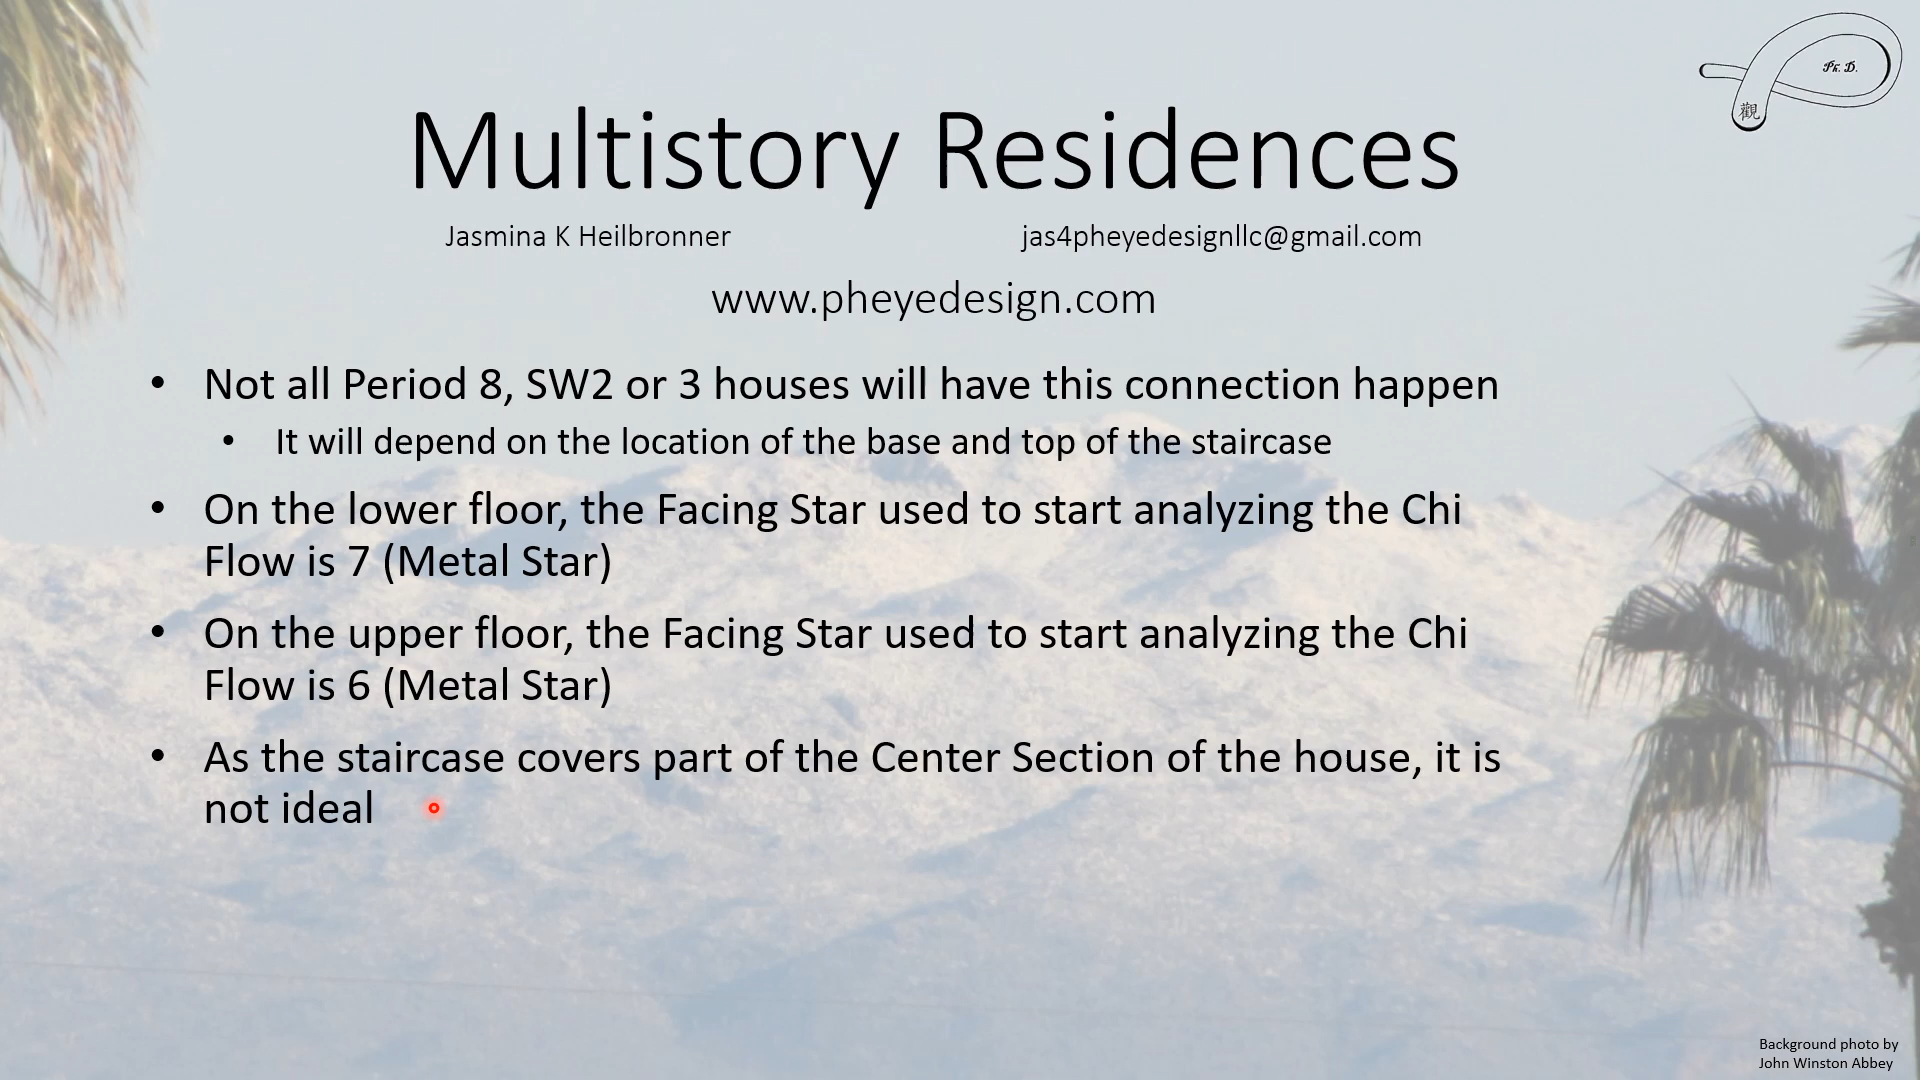 Ph. D.
觀
Multistory Residences
Jasmina K Heilbronner jas4pheyedesignllc@gmail.com
www.pheyedesign.com
• Not all Period 8, SW2 or 3 houses will have this connection happen
• It will depend on the location of the base and top of the staircase
• On the lower floor, the Facing Star used to start analyzing the Chi
Flow is 7 (Metal Star)
• On the upper floor, the Facing Star used to start analyzing the Chi
Flow is 6 (Metal Star)
• As the staircase covers part of the Center Section of the house, it is
not ideal
Background photo by
John Winston Abbey